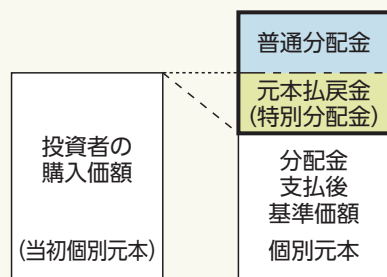 普通分配金
元本払戻金
(特別分配金)
投資者の
購入価額
(当初個別元本)
分配金
支払後
基準価額
個別元本